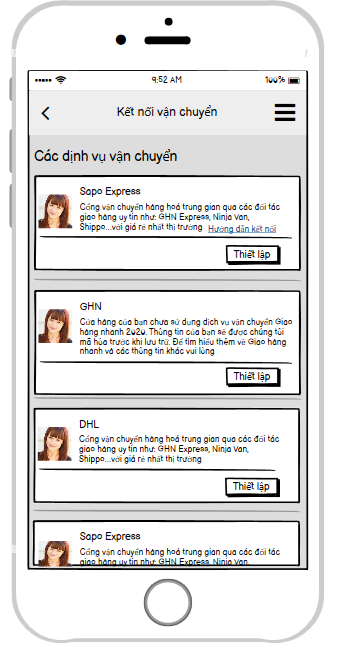 9:52 AM
100%
Kết nối vận chuyển
Các dịnh vụ vận chuyển
Sapo Express
Cổng vận chuyển hàng hoá trung gian qua các đối tác
giao hàng uy tín như: GHN Express, Ninja Van,
Shippo...với giá rẻ nhất thị trường Hướng dẫn kết nối
Thiết lập
GHN
Cửa hàng của bạn chưa sử dụng dịch vụ vận chuyển Giao
hàng nhanh 2020. Thông tin của bạn sẽ được chúng tôi
mã hóa trước khi lưu trữ. Để tìm hiểu thêm về Giao hàng
nhanh và các thông tin khác vui lòng
Thiết lập
DHL
Cổng vận chuyển hàng hoá trung gian qua các đối tác
giao hàng uy tín như: GHN Express, Ninja Van,
Shippo...với giá rẻ nhất thị trường
Thiết lập
Sapo Express
Cổng vận chuyển hàng hoá trung gian qua các đối tác
giao hàng uy tín như: GHN Express, Ninja Van,